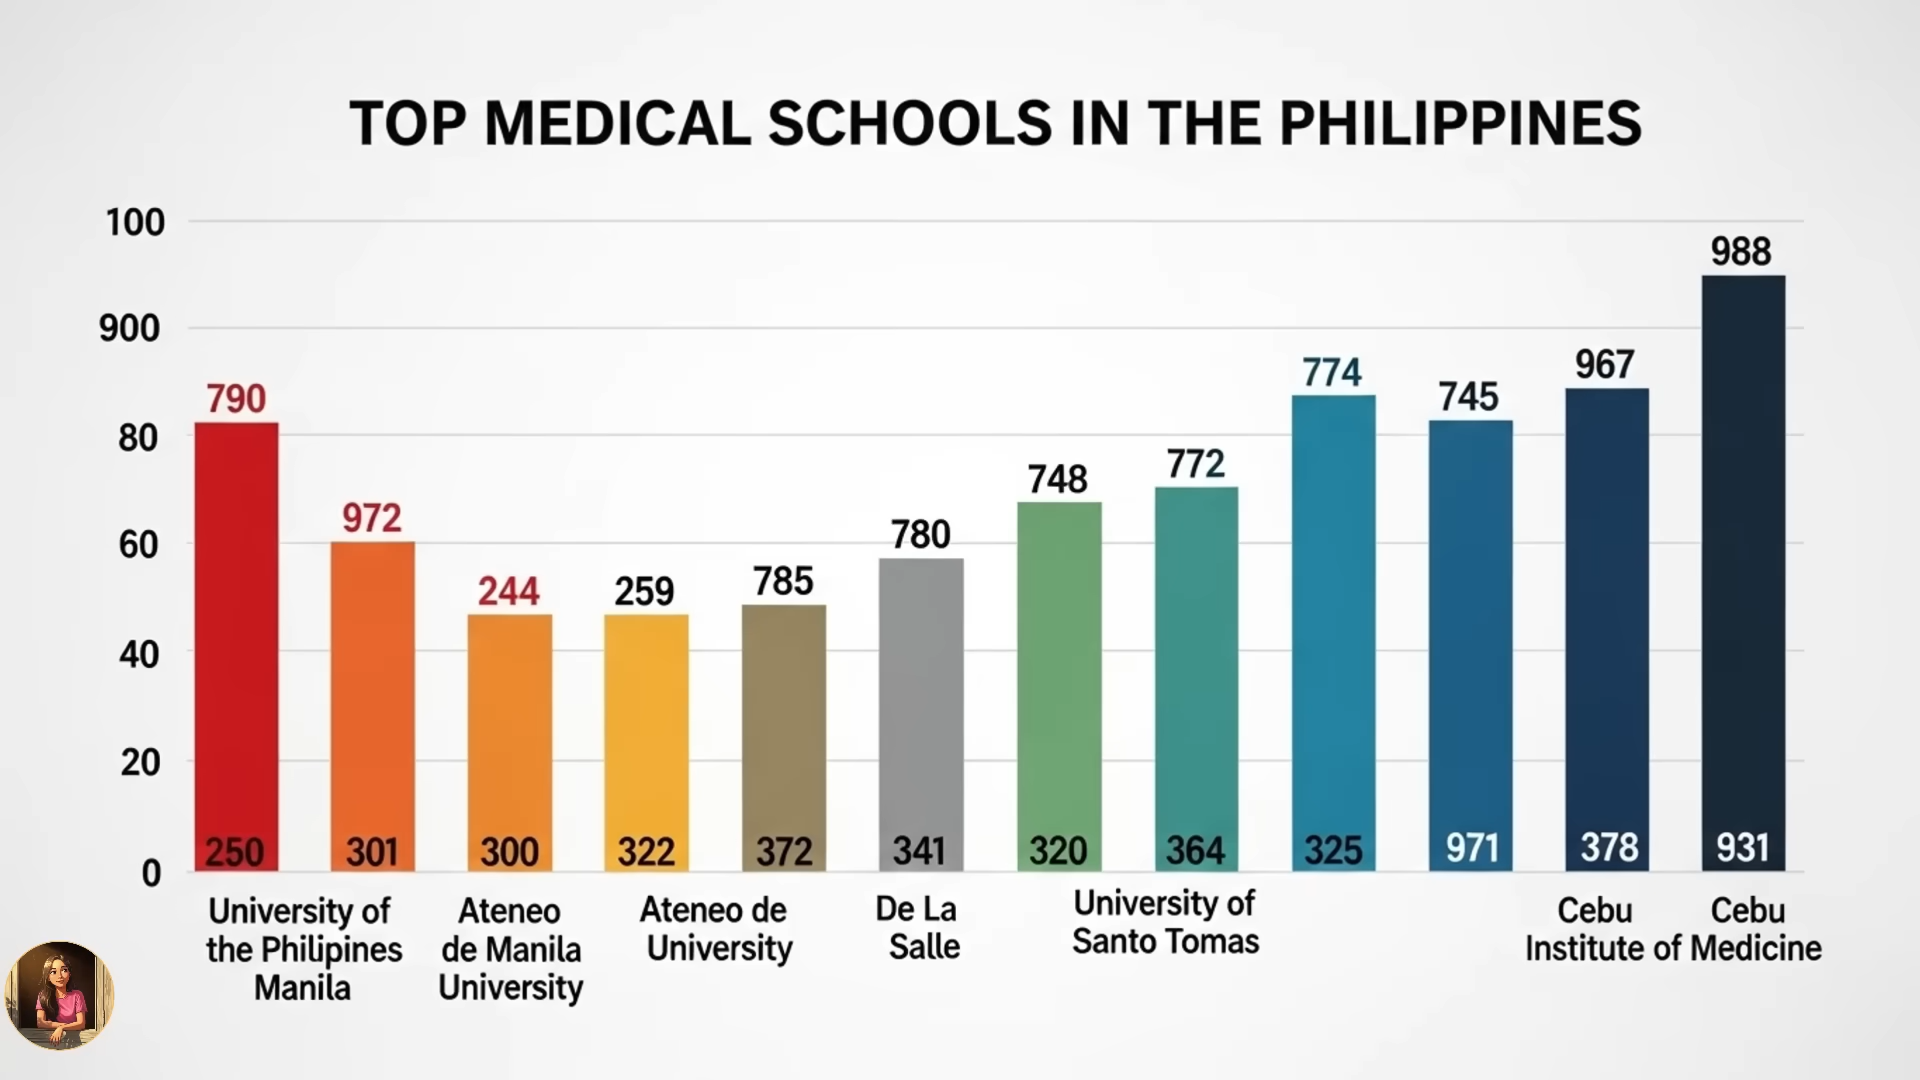 TOP MEDICAL SCHOOLS IN THE PHILIPPINES
100
900
80
60
40
20
0
790
972
244
259
785
780
748
772
774
745
967
988
250
301
300
322
372
341
320
364
325
971
378
931
University of
the Philipines
Manila
Ateneo
de Manila
University
Ateneo de
University
De La
Salle
University of
Santo Tomas
Cebu Cebu
Institute of Medicine